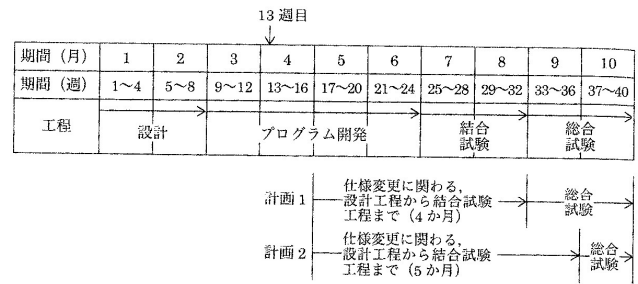 13週目
期間（月） 1 2 3 4 5 6 7 8 9 10
期間（週） 1～4 5～8 9～12 13～16 17～20 21～24 25～28 29～32 33～36 37～40
工程 設計 プログラム開発 結合 総合
試験 試験
計画1 仕様変更に関わる，
設計工程から結合試験
工程まで（4か月）
総合
試験
計画2 仕様変更に関わる，
設計工程から結合試験
工程まで（5か月）
総合
試験